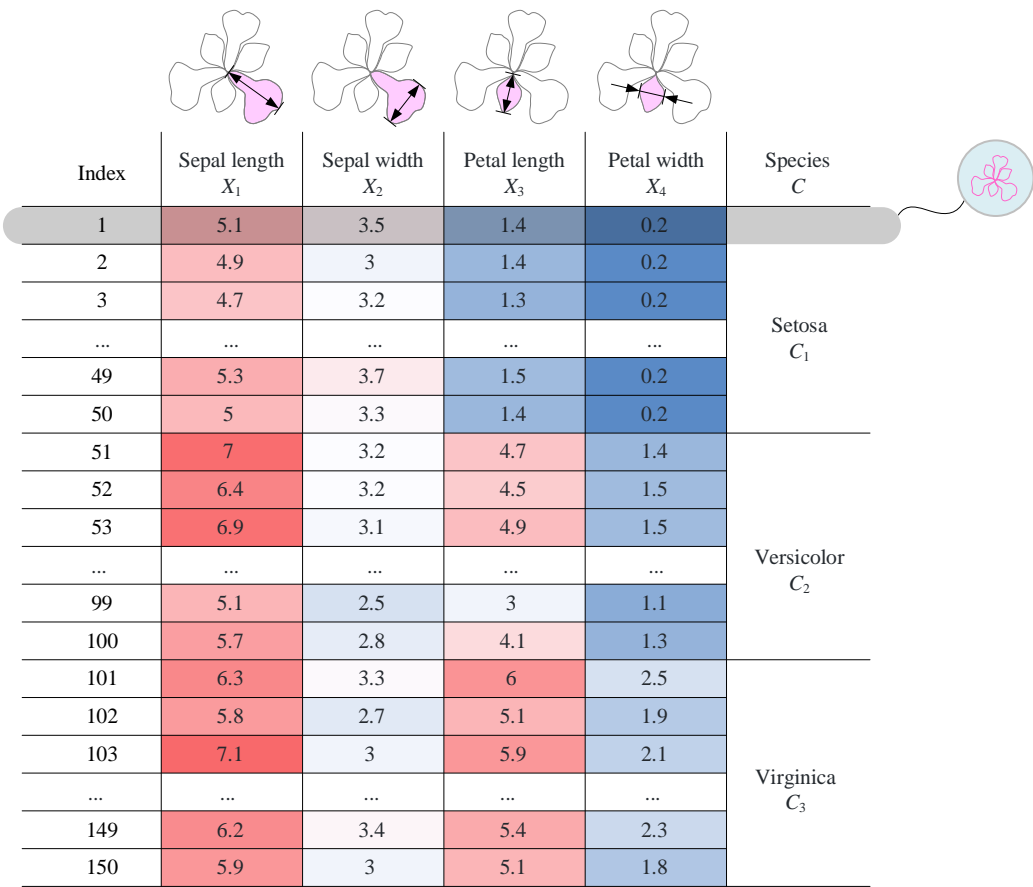 Index Sepal length X1 Sepal width X2 Petal length X3 Petal width X4 Species C
1 5.1 3.5 1.4 0.2
2 4.9 3 1.4 0.2
3 4.7 3.2 1.3 0.2
... ... ... ... ...
Setosa
C1
49 5.3 3.7 1.5 0.2
50 5 3.3 1.4 0.2
51 7 3.2 4.7 1.4
52 6.4 3.2 4.5 1.5
53 6.9 3.1 4.9 1.5
... ... ... ... ...
Versicolor
C2
99 5.1 2.5 3 1.1
100 5.7 2.8 4.1 1.3
101 6.3 3.3 6 2.5
102 5.8 2.7 5.1 1.9
103 7.1 3 5.9 2.1
... ... ... ... ...
Virginica
C3
149 6.2 3.4 5.4 2.3
150 5.9 3 5.1 1.8